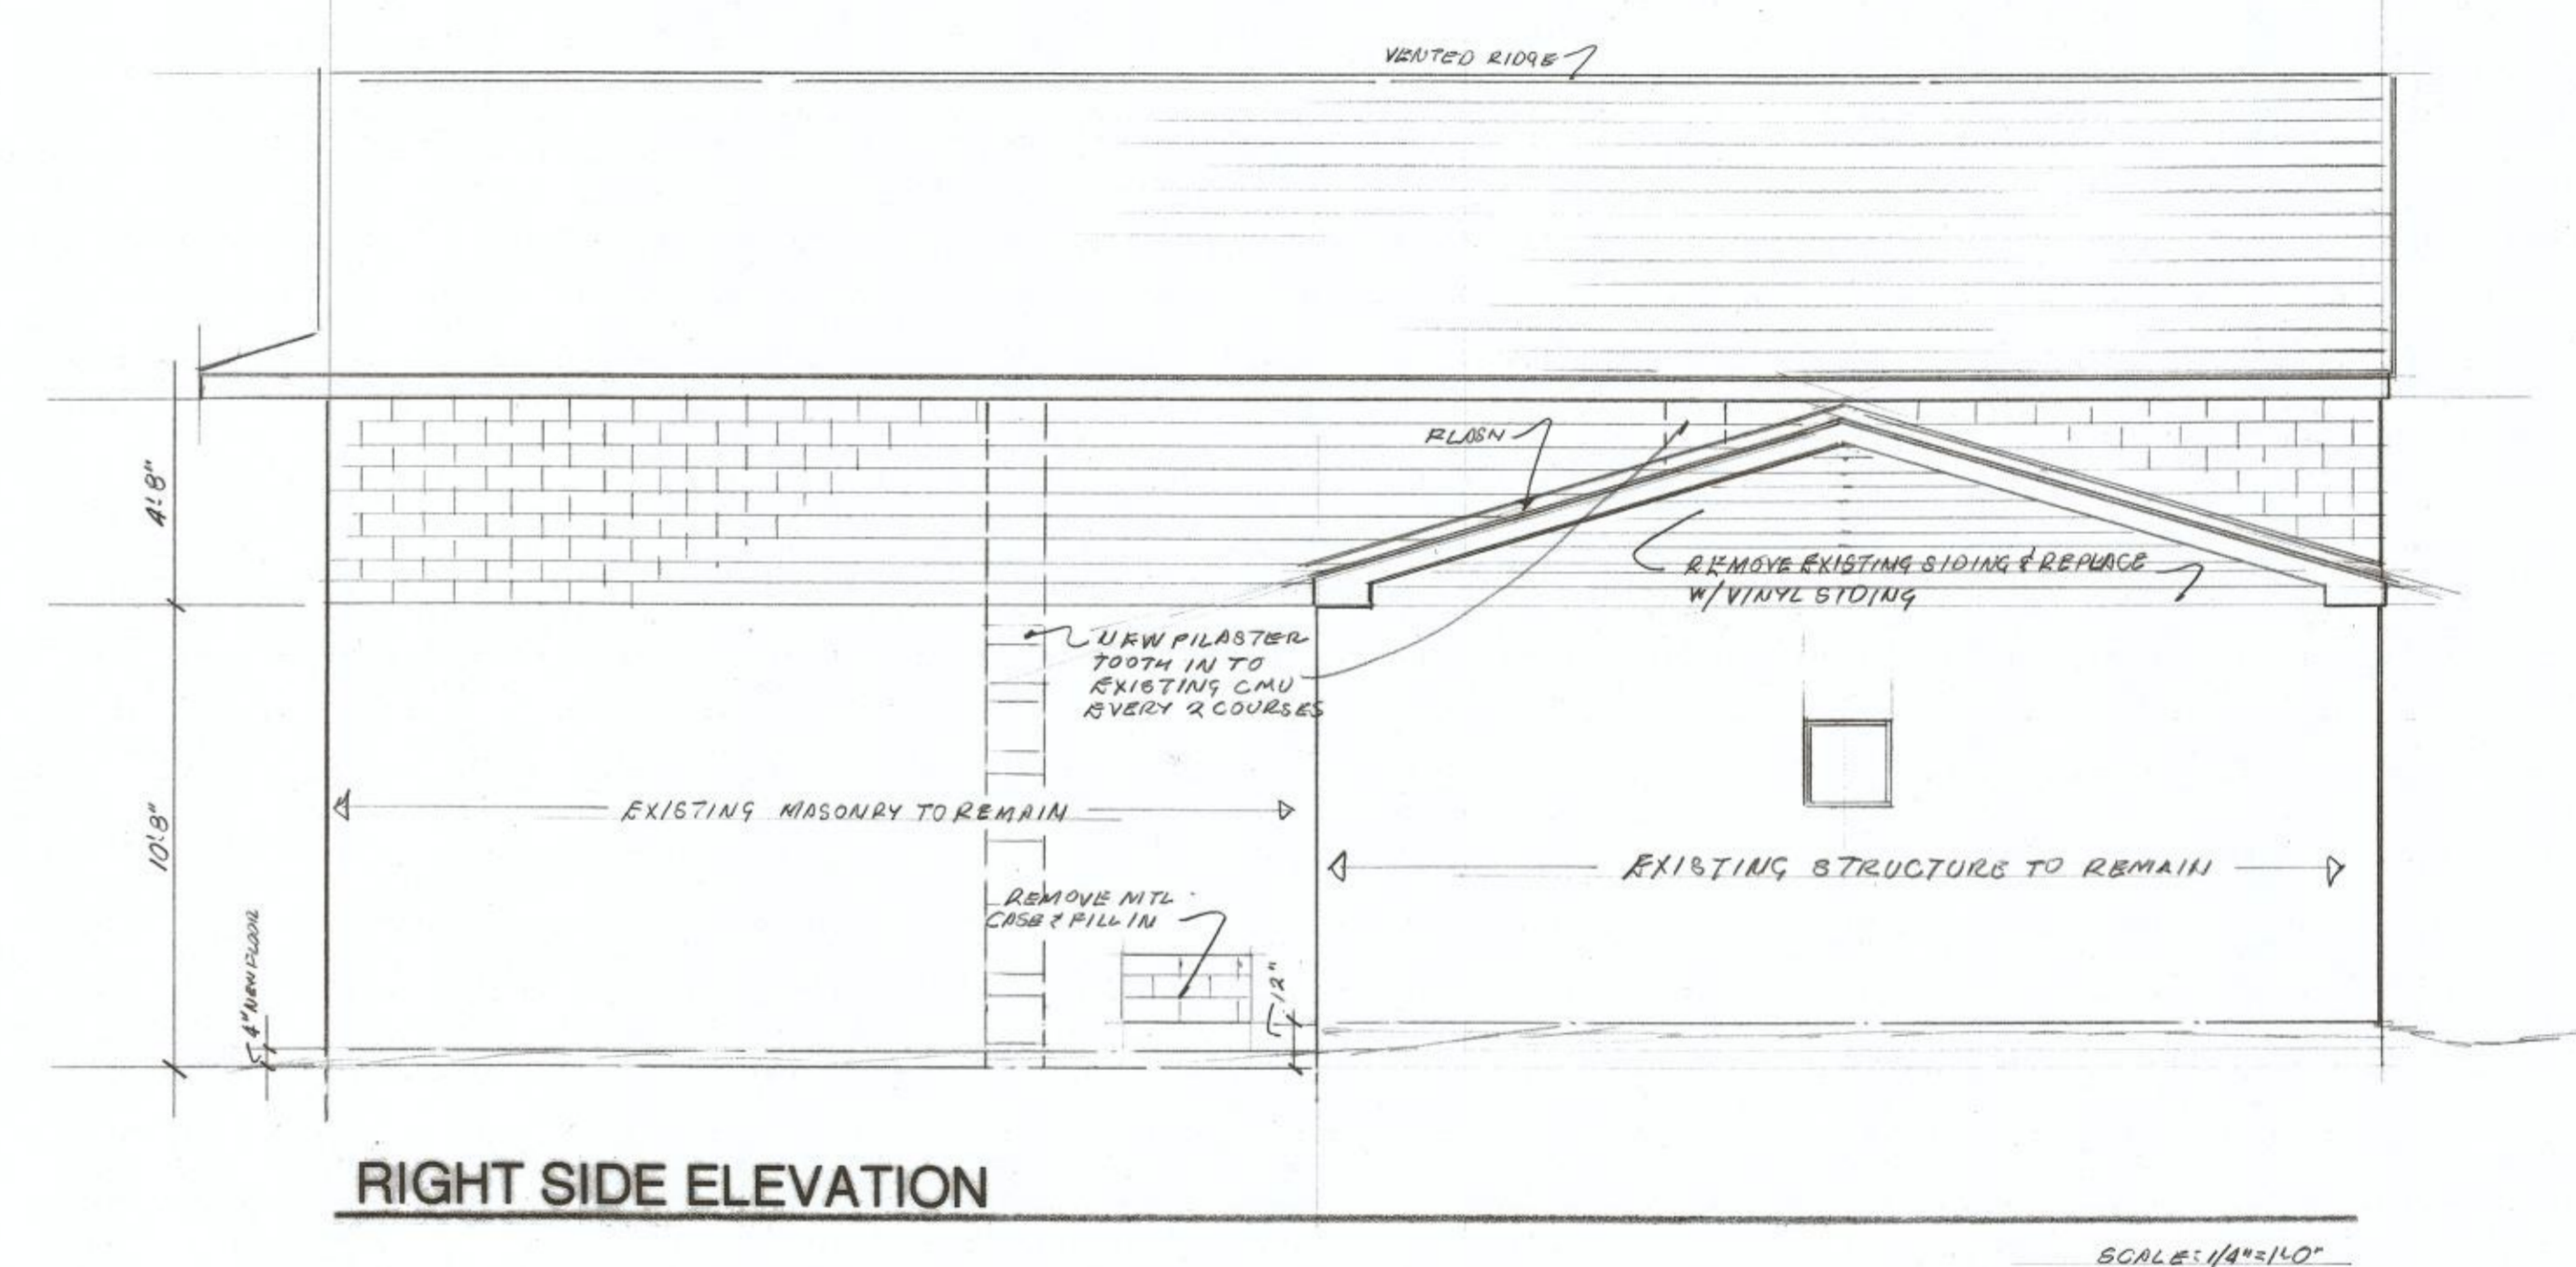 VENTED RIDGE
4'-8"
FLASH
REMOVE EXISTING SIDING & REPLACE
W/ VINYL SIDING
NEW PILASTER
TOOTH IN TO
EXISTING CMU
EVERY 2 COURSES
10'-8"
EXISTING MASONRY TO REMAIN
EXISTING STRUCTURE TO REMAIN
REMOVE MTL
CASE & FILL IN
4" NEW FLOOR
12"
RIGHT SIDE ELEVATION
SCALE: 1/4"=1'-0"